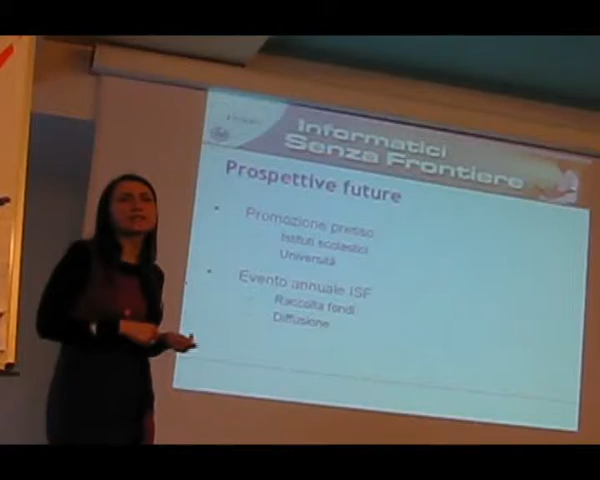 Informatici
Senza Frontiere
Prospettive future
• Promozione presso
Istituti scolastici
Università
• Evento annuale ISF
– Raccolta fondi
– Diffusione